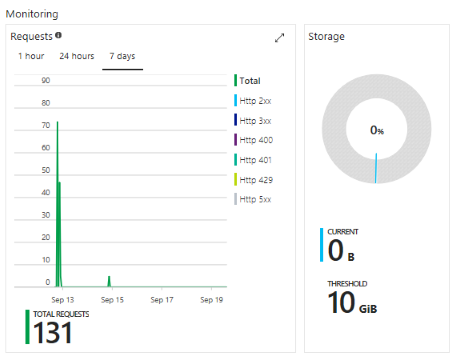 Monitoring
Requests
1 hour 24 hours 7 days
90
80
70
60
50
40
30
20
10
0
Sep 13 Sep 15 Sep 17 Sep 19
Total
Http 2xx
Http 3xx
Http 400
Http 401
Http 429
Http 5xx
TOTAL REQUESTS
131
Storage
0%
CURRENT
0 B
THRESHOLD
10 GiB